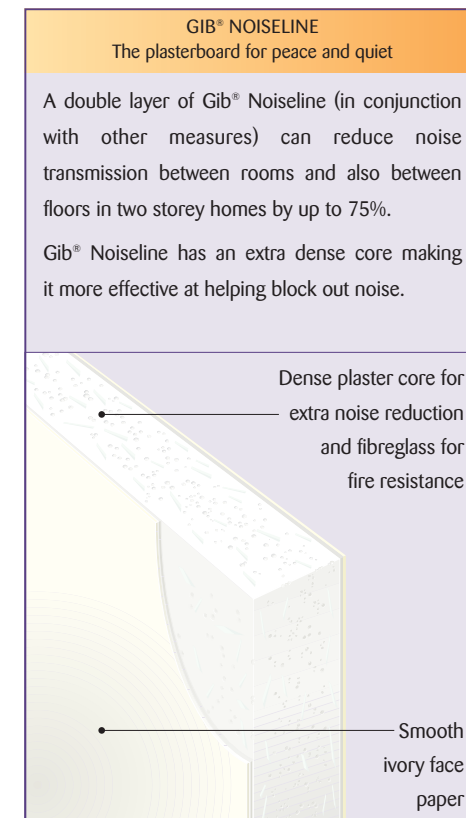 GIB® NOISELINE
The plasterboard for peace and quiet
A double layer of Gib® Noiseline (in conjunction
with other measures) can reduce noise
transmission between rooms and also between
floors in two storey homes by up to 75%.
Gib® Noiseline has an extra dense core making
it more effective at helping block out noise.
Dense plaster core for
extra noise reduction
and fibreglass for
fire resistance
Smooth
ivory face
paper